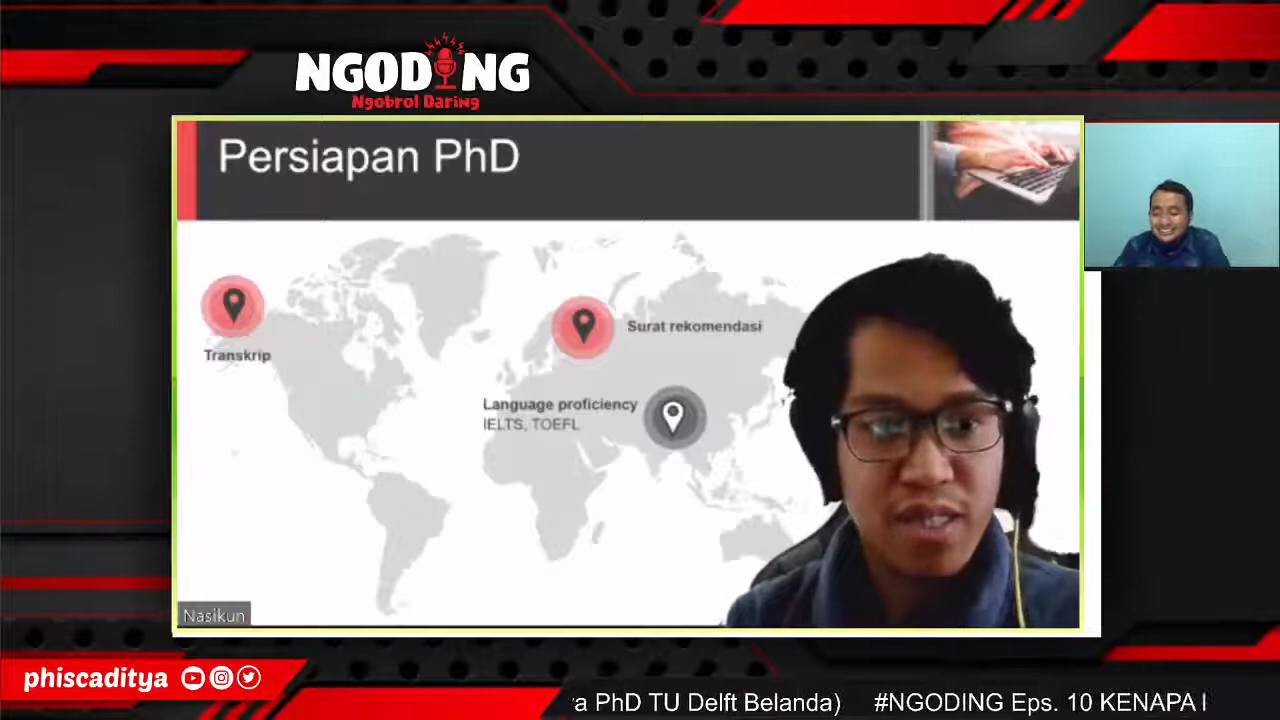 NGODING
Ngobrol Daring
Persiapan PhD
Transkrip
Surat rekomendasi
Language proficiency
IELTS, TOEFL
Nasikun
phiscaditya
a PhD TU Delft Belanda) #NGODING Eps. 10 KENAPA